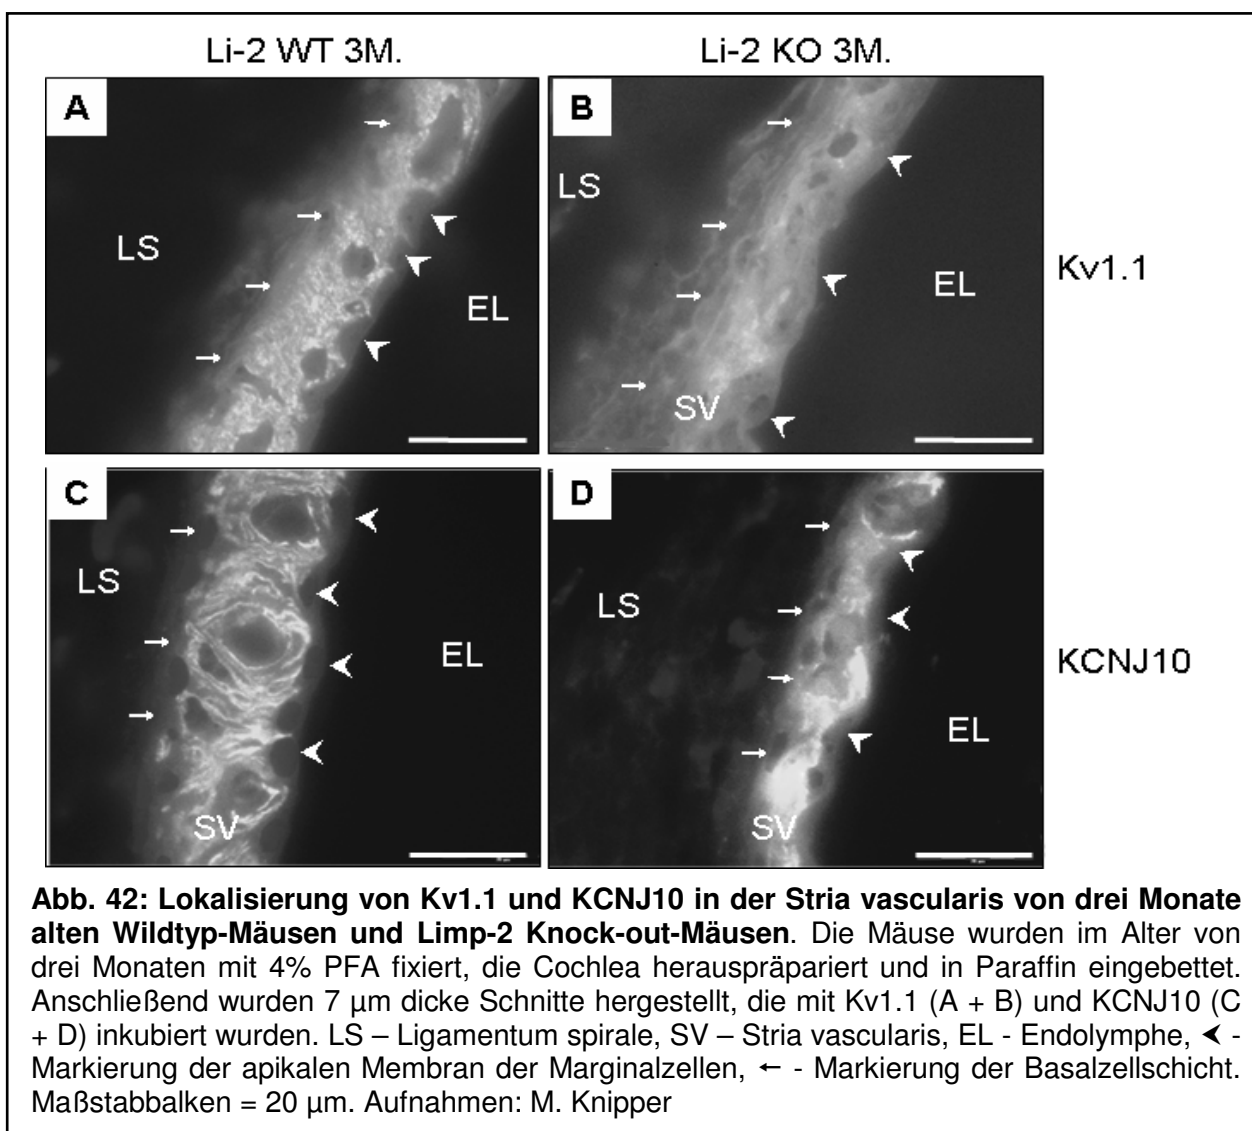 Li-2 WT 3M. Li-2 KO 3M.
A B
LS EL LS EL SV Kv1.1
C D
LS EL SV LS EL SV KCNJ10
Abb. 42: Lokalisierung von Kv1.1 und KCNJ10 in der Stria vascularis von drei Monate
alten Wildtyp-Mäusen und Limp-2 Knock-out-Mäusen. Die Mäuse wurden im Alter von
drei Monaten mit 4% PFA fixiert, die Cochlea herauspräpariert und in Paraffin eingebettet.
Anschließend wurden 7 µm dicke Schnitte hergestellt, die mit Kv1.1 (A + B) und KCNJ10 (C
+ D) inkubiert wurden. LS – Ligamentum spirale, SV – Stria vascularis, EL - Endolymphe, ⮜ -
Markierung der apikalen Membran der Marginalzellen, ← - Markierung der Basalzellschicht.
Maßstabbalken = 20 µm. Aufnahmen: M. Knipper